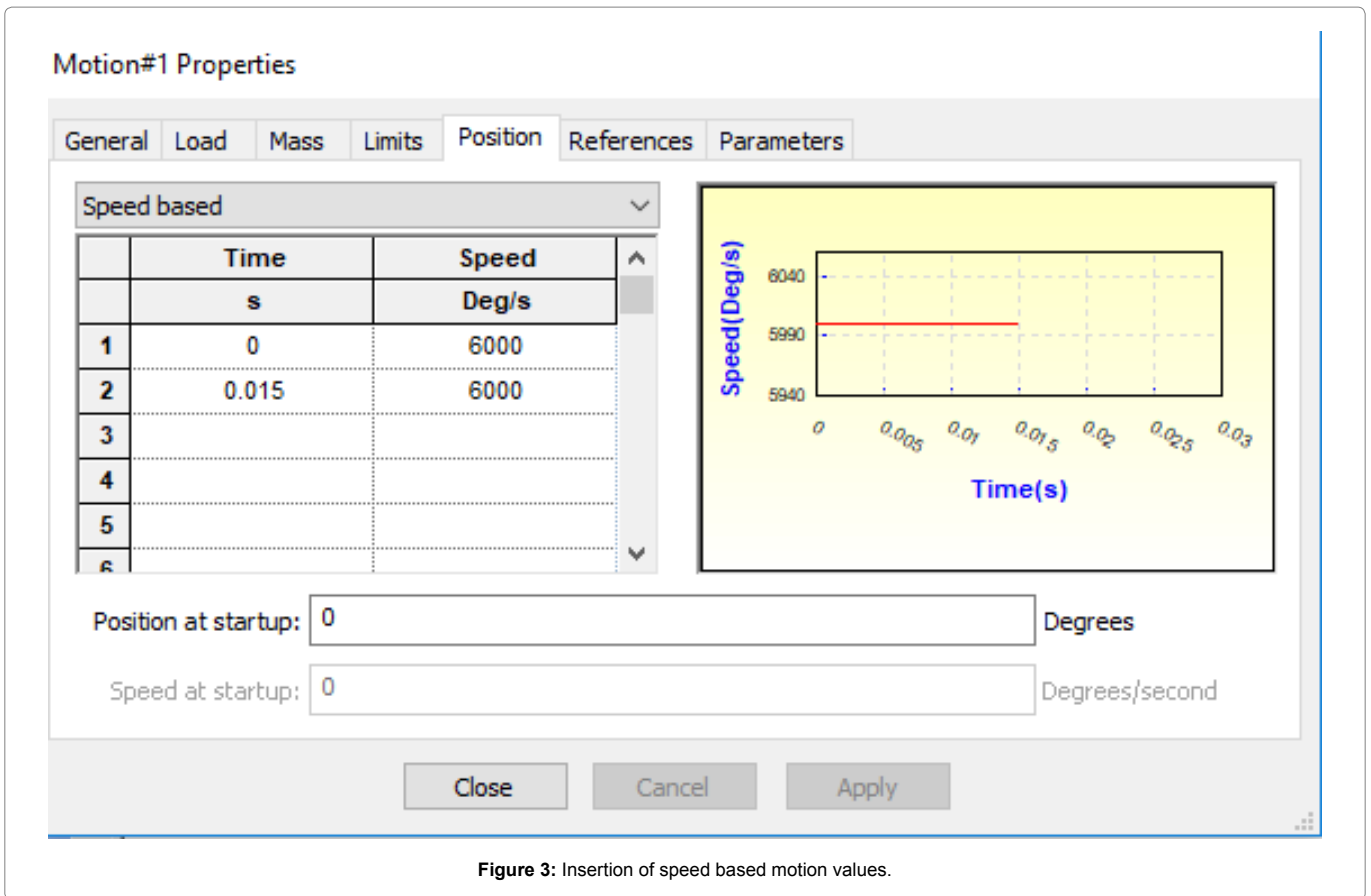 Motion#1 Properties
General Load Mass Limits Position References Parameters
Speed based
Time Speed
s Deg/s
1 0 6000
2 0.015 6000
3
4
5
6
Speed(Deg/s)
6040
5990
5940
0 0.005 0.01 0.015 0.02 0.025 0.03
Time(s)
Position at startup: 0 Degrees
Speed at startup: 0 Degrees/second
Close Cancel Apply
Figure 3: Insertion of speed based motion values.